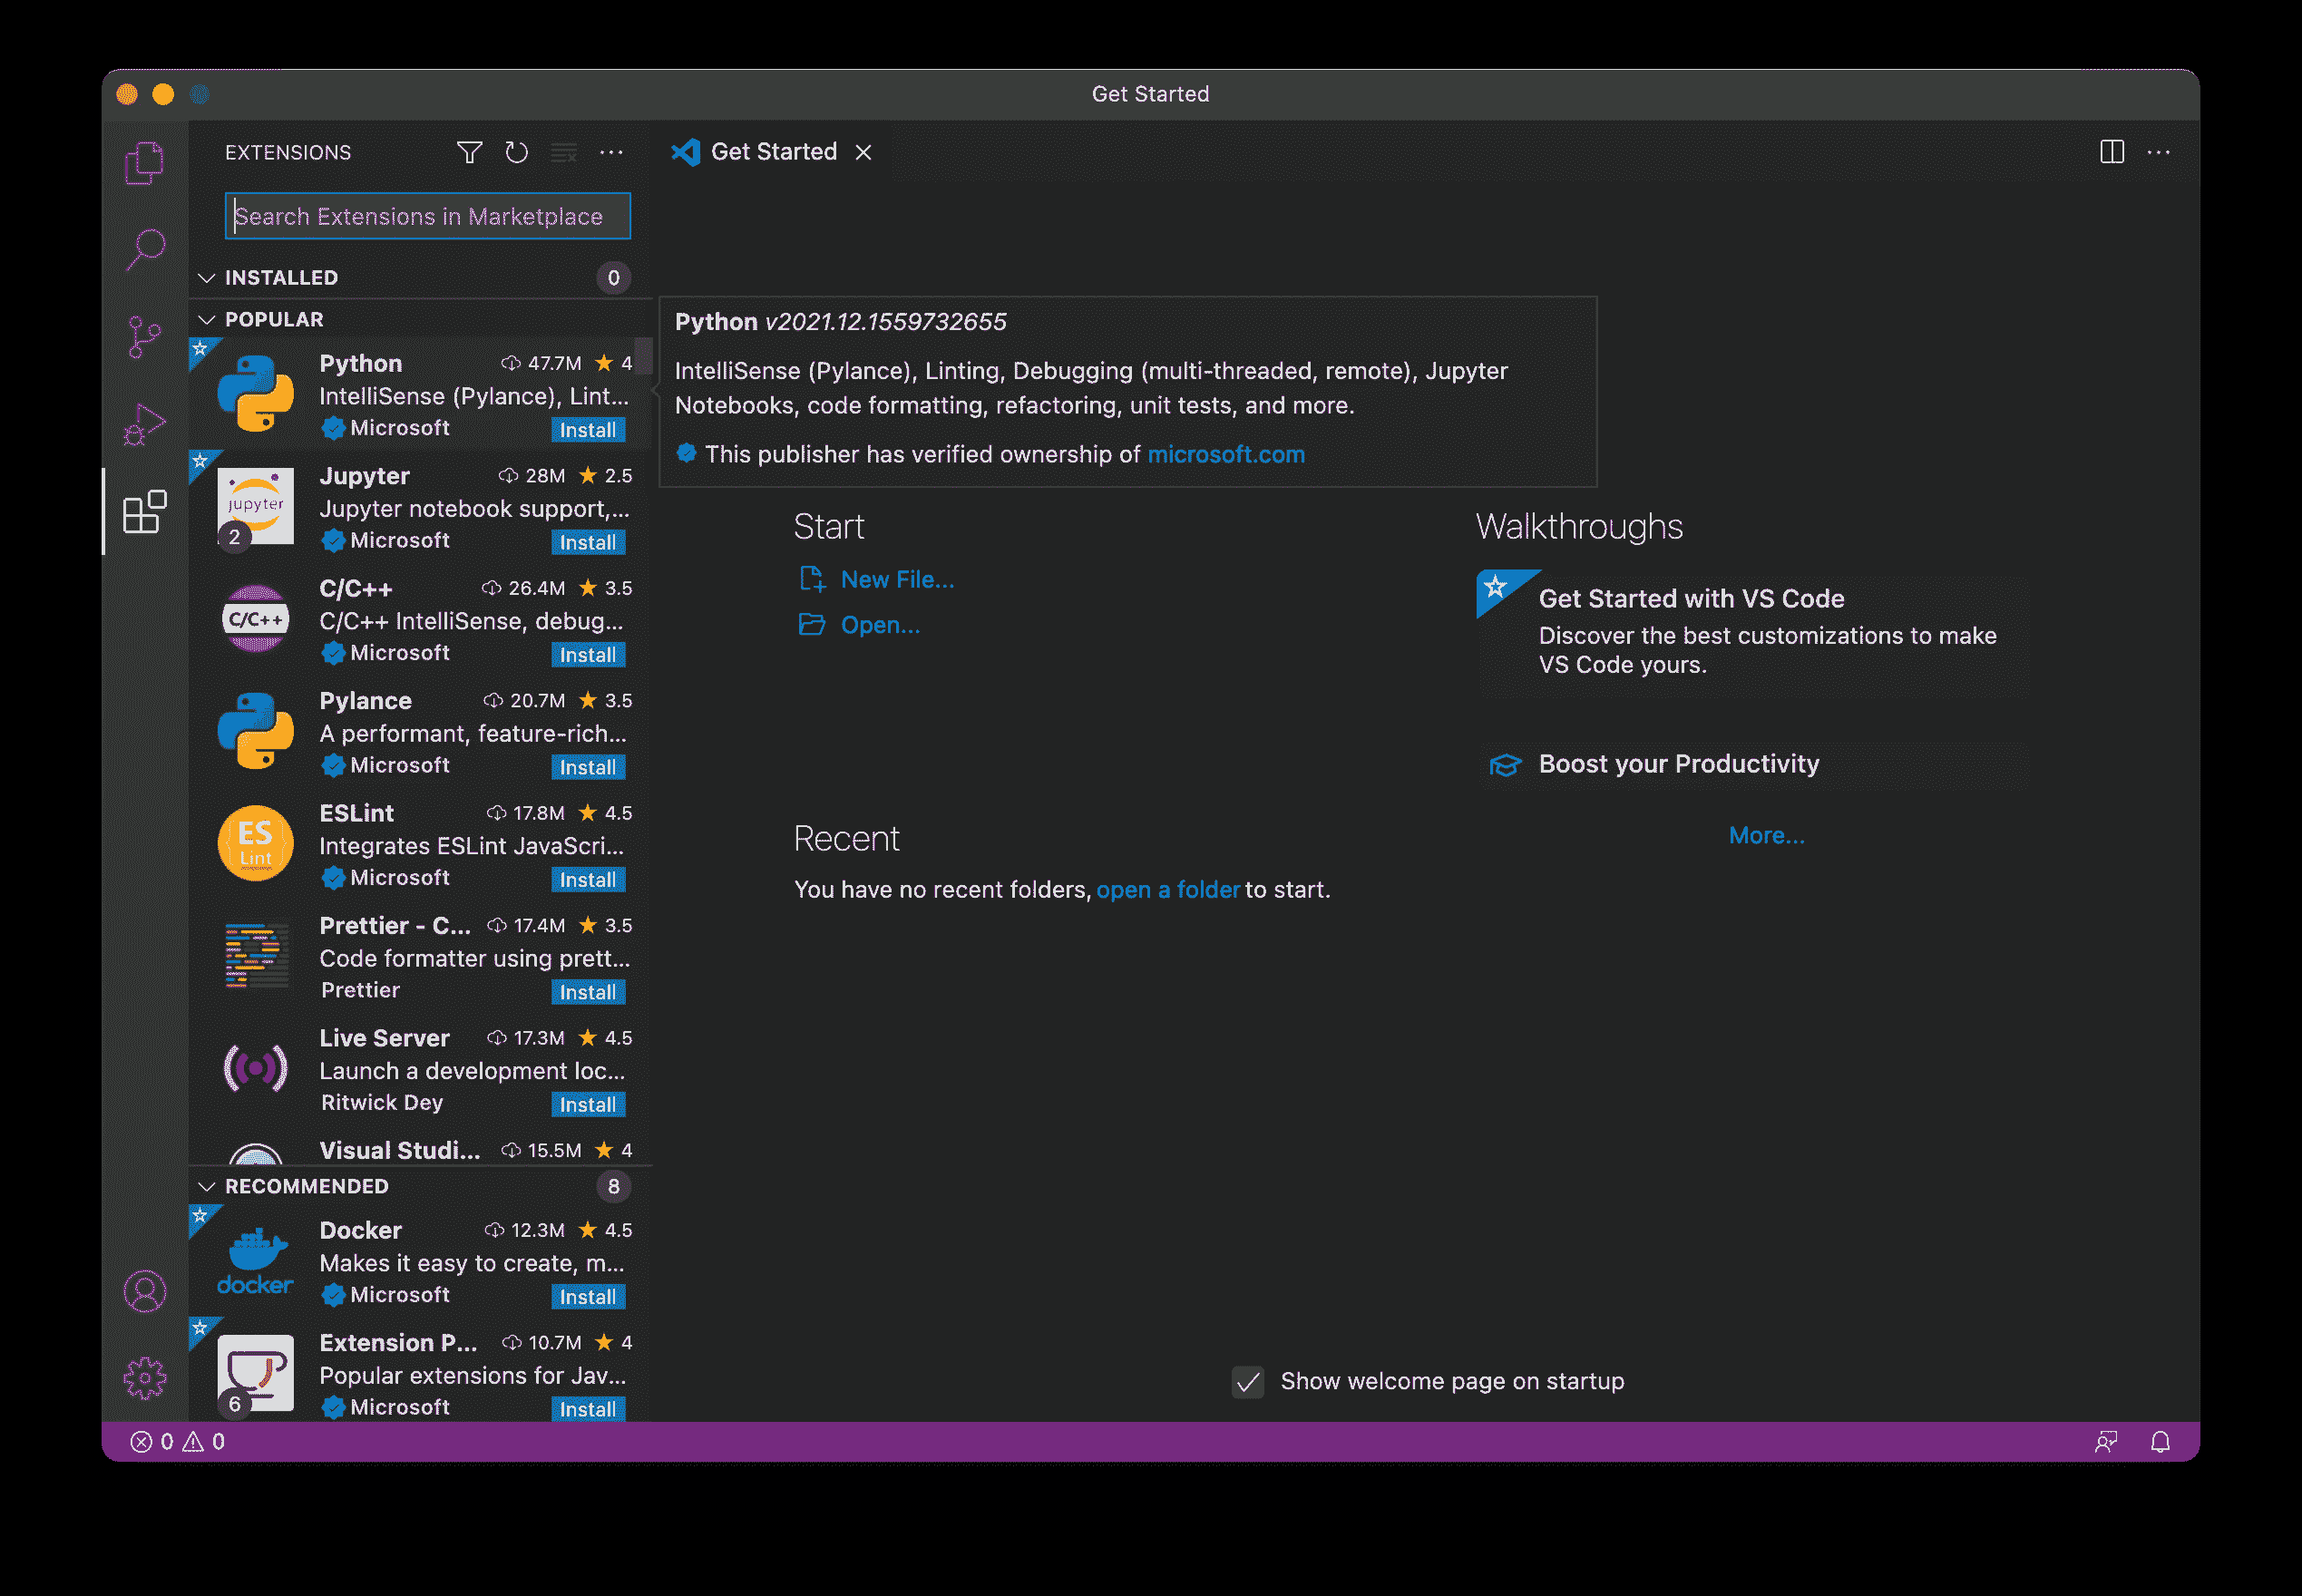 Get Started
EXTENSIONS
Search Extensions in Marketplace
INSTALLED 0
POPULAR
Python 47.7M 4
IntelliSense (Pylance), Lint...
Microsoft Install
jupyter
2
Jupyter 28M 2.5
Jupyter notebook support,...
Microsoft Install
C/C++
C/C++ 26.4M 3.5
C/C++ IntelliSense, debug...
Microsoft Install
Pylance 20.7M 3.5
A performant, feature-rich...
Microsoft Install
ES
Lint
ESLint 17.8M 4.5
Integrates ESLint JavaScri...
Microsoft Install
Prettier - C... 17.4M 3.5
Code formatter using prett...
Prettier Install
Live Server 17.3M 4.5
Launch a development loc...
Ritwick Dey Install
Visual Studi... 15.5M 4
RECOMMENDED 8
docker
Docker 12.3M 4.5
Makes it easy to create, m...
Microsoft Install
6
Extension P... 10.7M 4
Popular extensions for Jav...
Microsoft Install
Get Started
Python v2021.12.1559732655
IntelliSense (Pylance), Linting, Debugging (multi-threaded, remote), Jupyter
Notebooks, code formatting, refactoring, unit tests, and more.
This publisher has verified ownership of microsoft.com
Start
New File...
Open...
Recent
You have no recent folders, open a folder to start.
Walkthroughs
Get Started with VS Code
Discover the best customizations to make
VS Code yours.
Boost your Productivity
More...
Show welcome page on startup
0 0